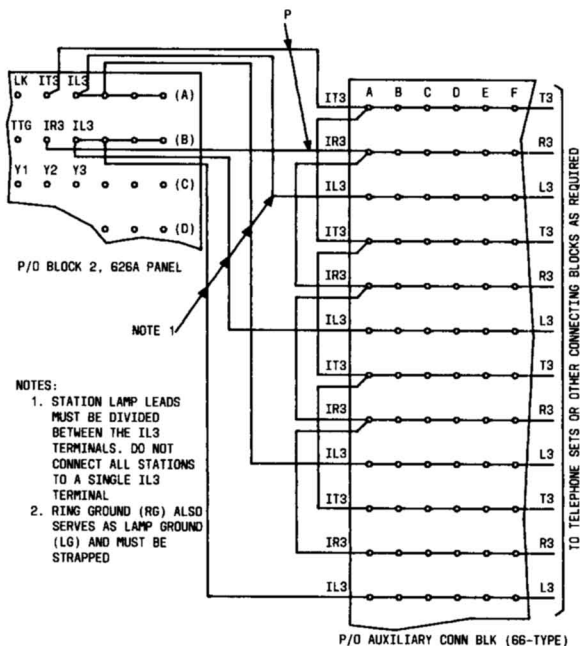 P
LK IT3 IL3
(A)
TTG IR3 IL3
(B)
Y1 Y2 Y3
(C)
(D)
P/O BLOCK 2, 626A PANEL
NOTE 1
NOTES:
1. STATION LAMP LEADS
MUST BE DIVIDED
BETWEEN THE IL3
TERMINALS. DO NOT
CONNECT ALL STATIONS
TO A SINGLE IL3
TERMINAL
2. RING GROUND (RG) ALSO
SERVES AS LAMP GROUND
(LG) AND MUST BE
STRAPPED
A B C D E F
IT3 T3
IR3 R3
IL3 L3
IT3 T3
IR3 R3
IL3 L3
IT3 T3
IR3 R3
IL3 L3
IT3 T3
IR3 R3
IL3 L3
TO TELEPHONE SETS OR OTHER CONNECTING BLOCKS AS REQUIRED
P/O AUXILIARY CONN BLK (66-TYPE)